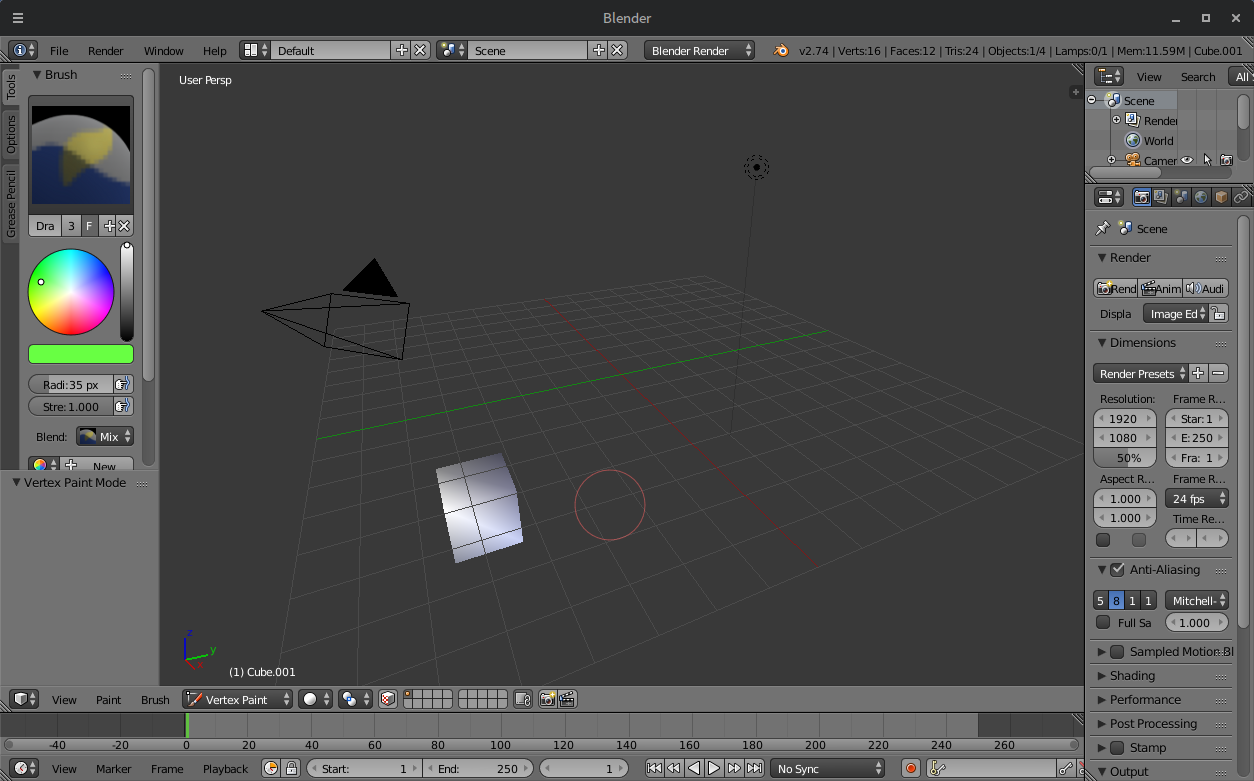 Blender
File Render Window Help Default Scene Blender Render v2.74 | Verts:16 | Faces:12 | Tris:24 | Objects:1/4 | Lamps:0/1 | Mem:11.59M | Cube.001
Tools
Options
Grease Pencil
Brush
Dra 3 F
Radi:35 px
Stre:1.000
Blend: Mix
New
Vertex Paint Mode
User Persp
z
y
x
(1) Cube.001
View Paint Brush Vertex Paint
View Search All
Scene
Render
World
Camer
Scene
Render
Rend Anim Audi
Displa Image Ed
Dimensions
Render Presets
Resolution: Frame R...
1920 Star: 1
1080 E: 250
50% Fra: 1
Aspect R... Frame R...
1.000 24 fps
1.000 Time Re...
Anti-Aliasing
5 8 1 1 Mitchell-
Full Sa 1.000
Sampled Motion Bl
Shading
Performance
Post Processing
Stamp
Output
-40 -20 0 20 40 60 80 100 120 140 160 180 200 220 240 260
View Marker Frame Playback Start: 1 End: 250 1 No Sync